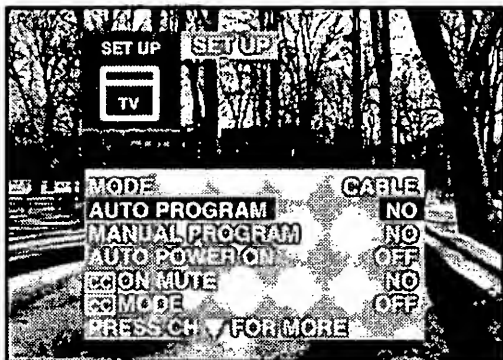 SET UP SET UP
TV
MODE CABLE
AUTO PROGRAM NO
MANUAL PROGRAM NO
AUTO POWER ON OFF
CC ON MUTE NO
CC MODE OFF
PRESS CH ▼ FOR MORE